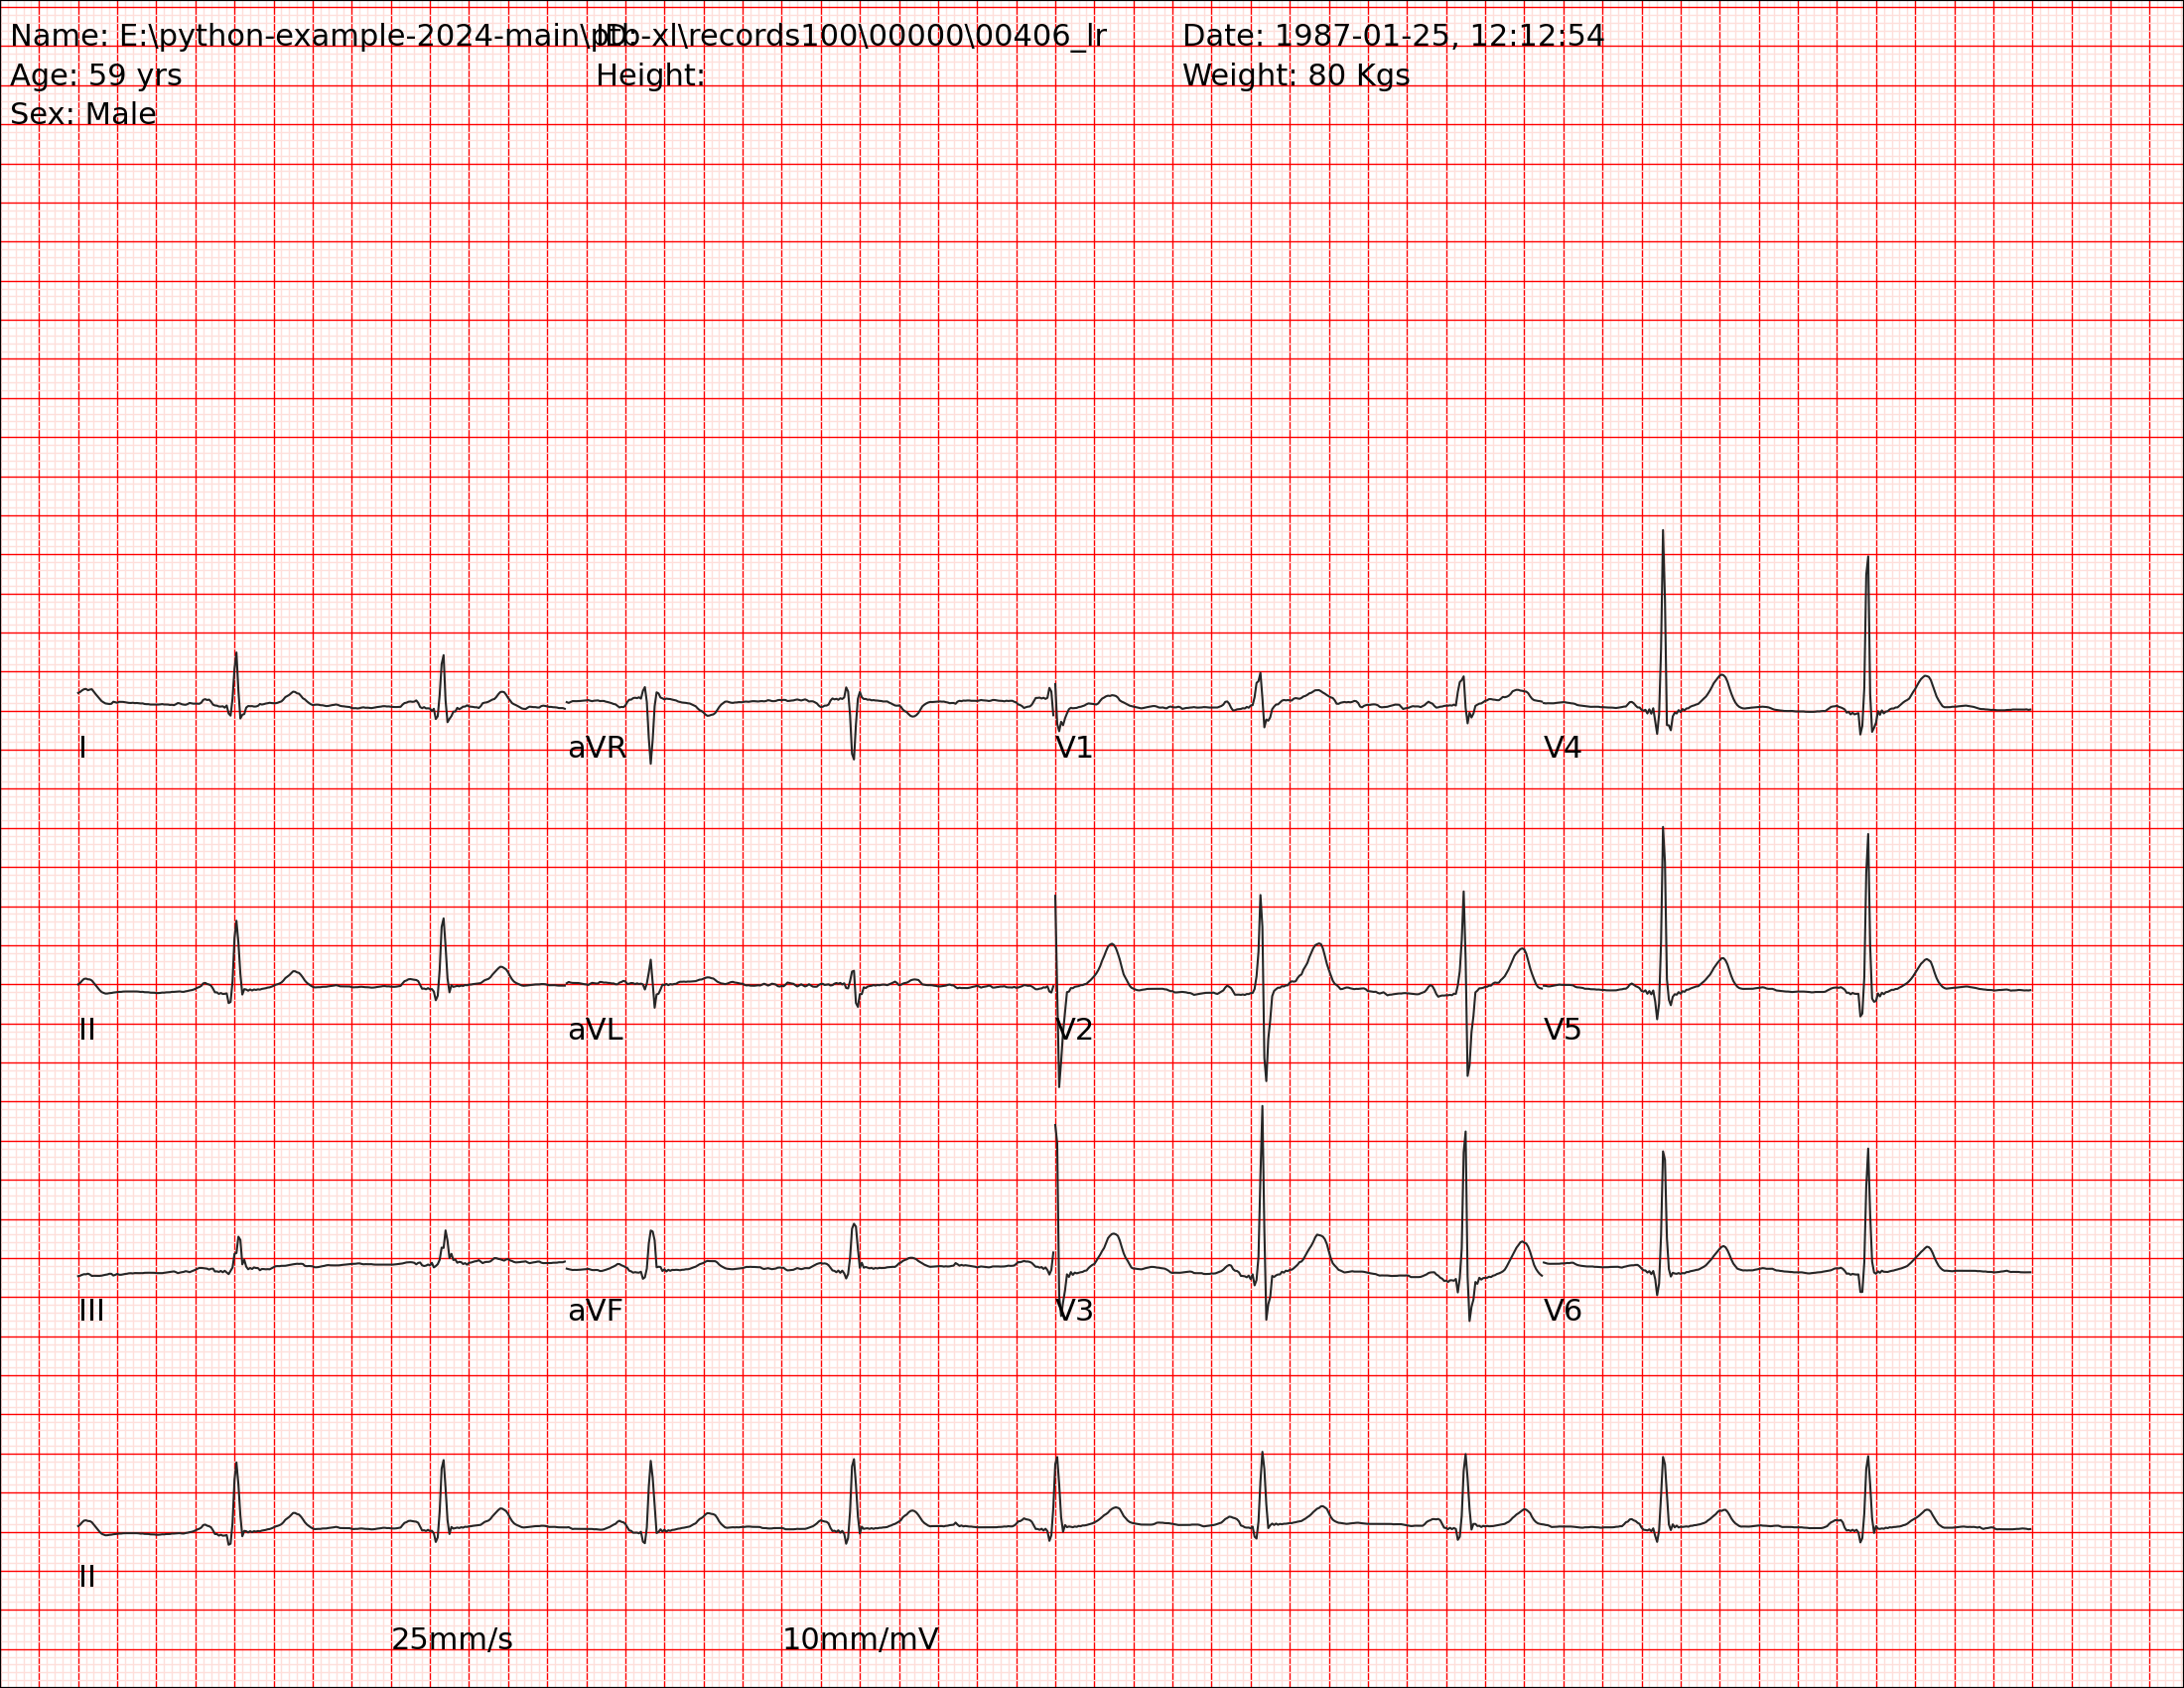 Name: E:\python-example-2024-main\ptb-xl\records100\00000\00406_lr ID: Date: 1987-01-25, 12:12:54
Age: 59 yrs Height: Weight: 80 Kgs
Sex: Male
I aVR V1 V4
II aVL V2 V5
III aVF V3 V6
II
25mm/s 10mm/mV